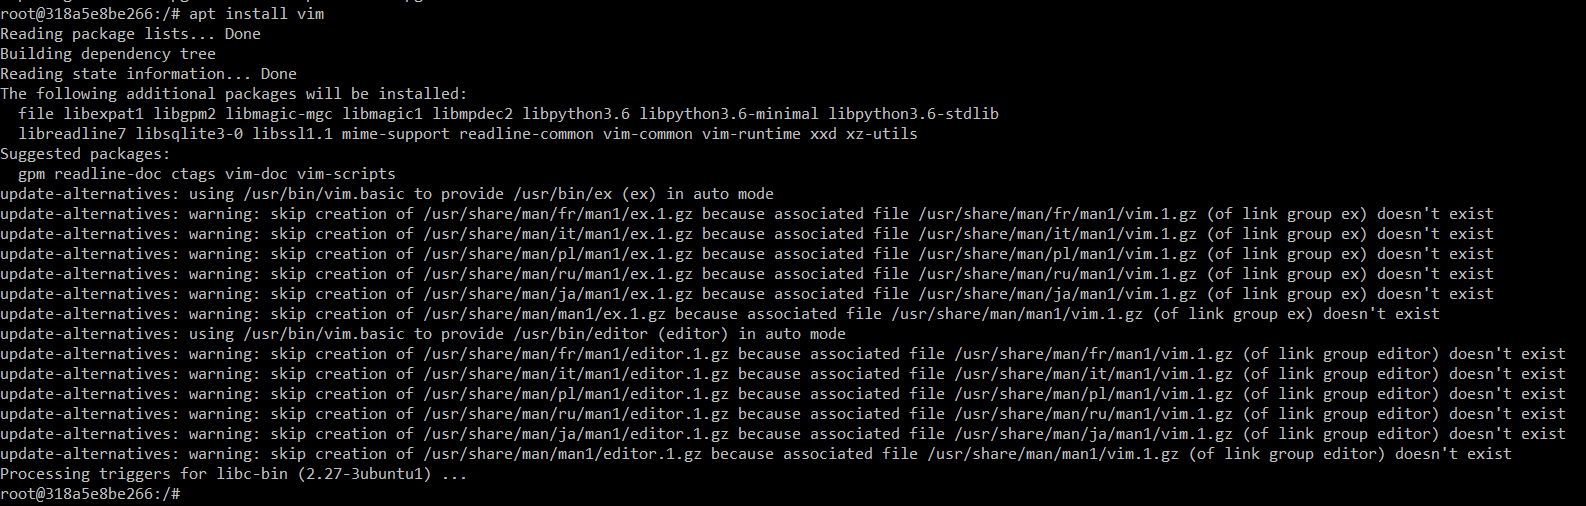 root@318a5e8be266:/# apt install vim
Reading package lists... Done
Building dependency tree
Reading state information... Done
The following additional packages will be installed:
  file libexpat1 libgpm2 libmagic-mgc libmagic1 libmpdec2 libpython3.6 libpython3.6-minimal libpython3.6-stdlib
  libreadline7 libsqlite3-0 libssl1.1 mime-support readline-common vim-common vim-runtime xxd xz-utils
Suggested packages:
  gpm readline-doc ctags vim-doc vim-scripts
update-alternatives: using /usr/bin/vim.basic to provide /usr/bin/ex (ex) in auto mode
update-alternatives: warning: skip creation of /usr/share/man/fr/man1/ex.1.gz because associated file /usr/share/man/fr/man1/vim.1.gz (of link group ex) doesn't exist
update-alternatives: warning: skip creation of /usr/share/man/it/man1/ex.1.gz because associated file /usr/share/man/it/man1/vim.1.gz (of link group ex) doesn't exist
update-alternatives: warning: skip creation of /usr/share/man/pl/man1/ex.1.gz because associated file /usr/share/man/pl/man1/vim.1.gz (of link group ex) doesn't exist
update-alternatives: warning: skip creation of /usr/share/man/ru/man1/ex.1.gz because associated file /usr/share/man/ru/man1/vim.1.gz (of link group ex) doesn't exist
update-alternatives: warning: skip creation of /usr/share/man/ja/man1/ex.1.gz because associated file /usr/share/man/ja/man1/vim.1.gz (of link group ex) doesn't exist
update-alternatives: warning: skip creation of /usr/share/man/man1/ex.1.gz because associated file /usr/share/man/man1/vim.1.gz (of link group ex) doesn't exist
update-alternatives: using /usr/bin/vim.basic to provide /usr/bin/editor (editor) in auto mode
update-alternatives: warning: skip creation of /usr/share/man/fr/man1/editor.1.gz because associated file /usr/share/man/fr/man1/vim.1.gz (of link group editor) doesn't exist
update-alternatives: warning: skip creation of /usr/share/man/it/man1/editor.1.gz because associated file /usr/share/man/it/man1/vim.1.gz (of link group editor) doesn't exist
update-alternatives: warning: skip creation of /usr/share/man/pl/man1/editor.1.gz because associated file /usr/share/man/pl/man1/vim.1.gz (of link group editor) doesn't exist
update-alternatives: warning: skip creation of /usr/share/man/ru/man1/editor.1.gz because associated file /usr/share/man/ru/man1/vim.1.gz (of link group editor) doesn't exist
update-alternatives: warning: skip creation of /usr/share/man/ja/man1/editor.1.gz because associated file /usr/share/man/ja/man1/vim.1.gz (of link group editor) doesn't exist
update-alternatives: warning: skip creation of /usr/share/man/man1/editor.1.gz because associated file /usr/share/man/man1/vim.1.gz (of link group editor) doesn't exist
Processing triggers for libc-bin (2.27-3ubuntu1) ...
root@318a5e8be266:/#